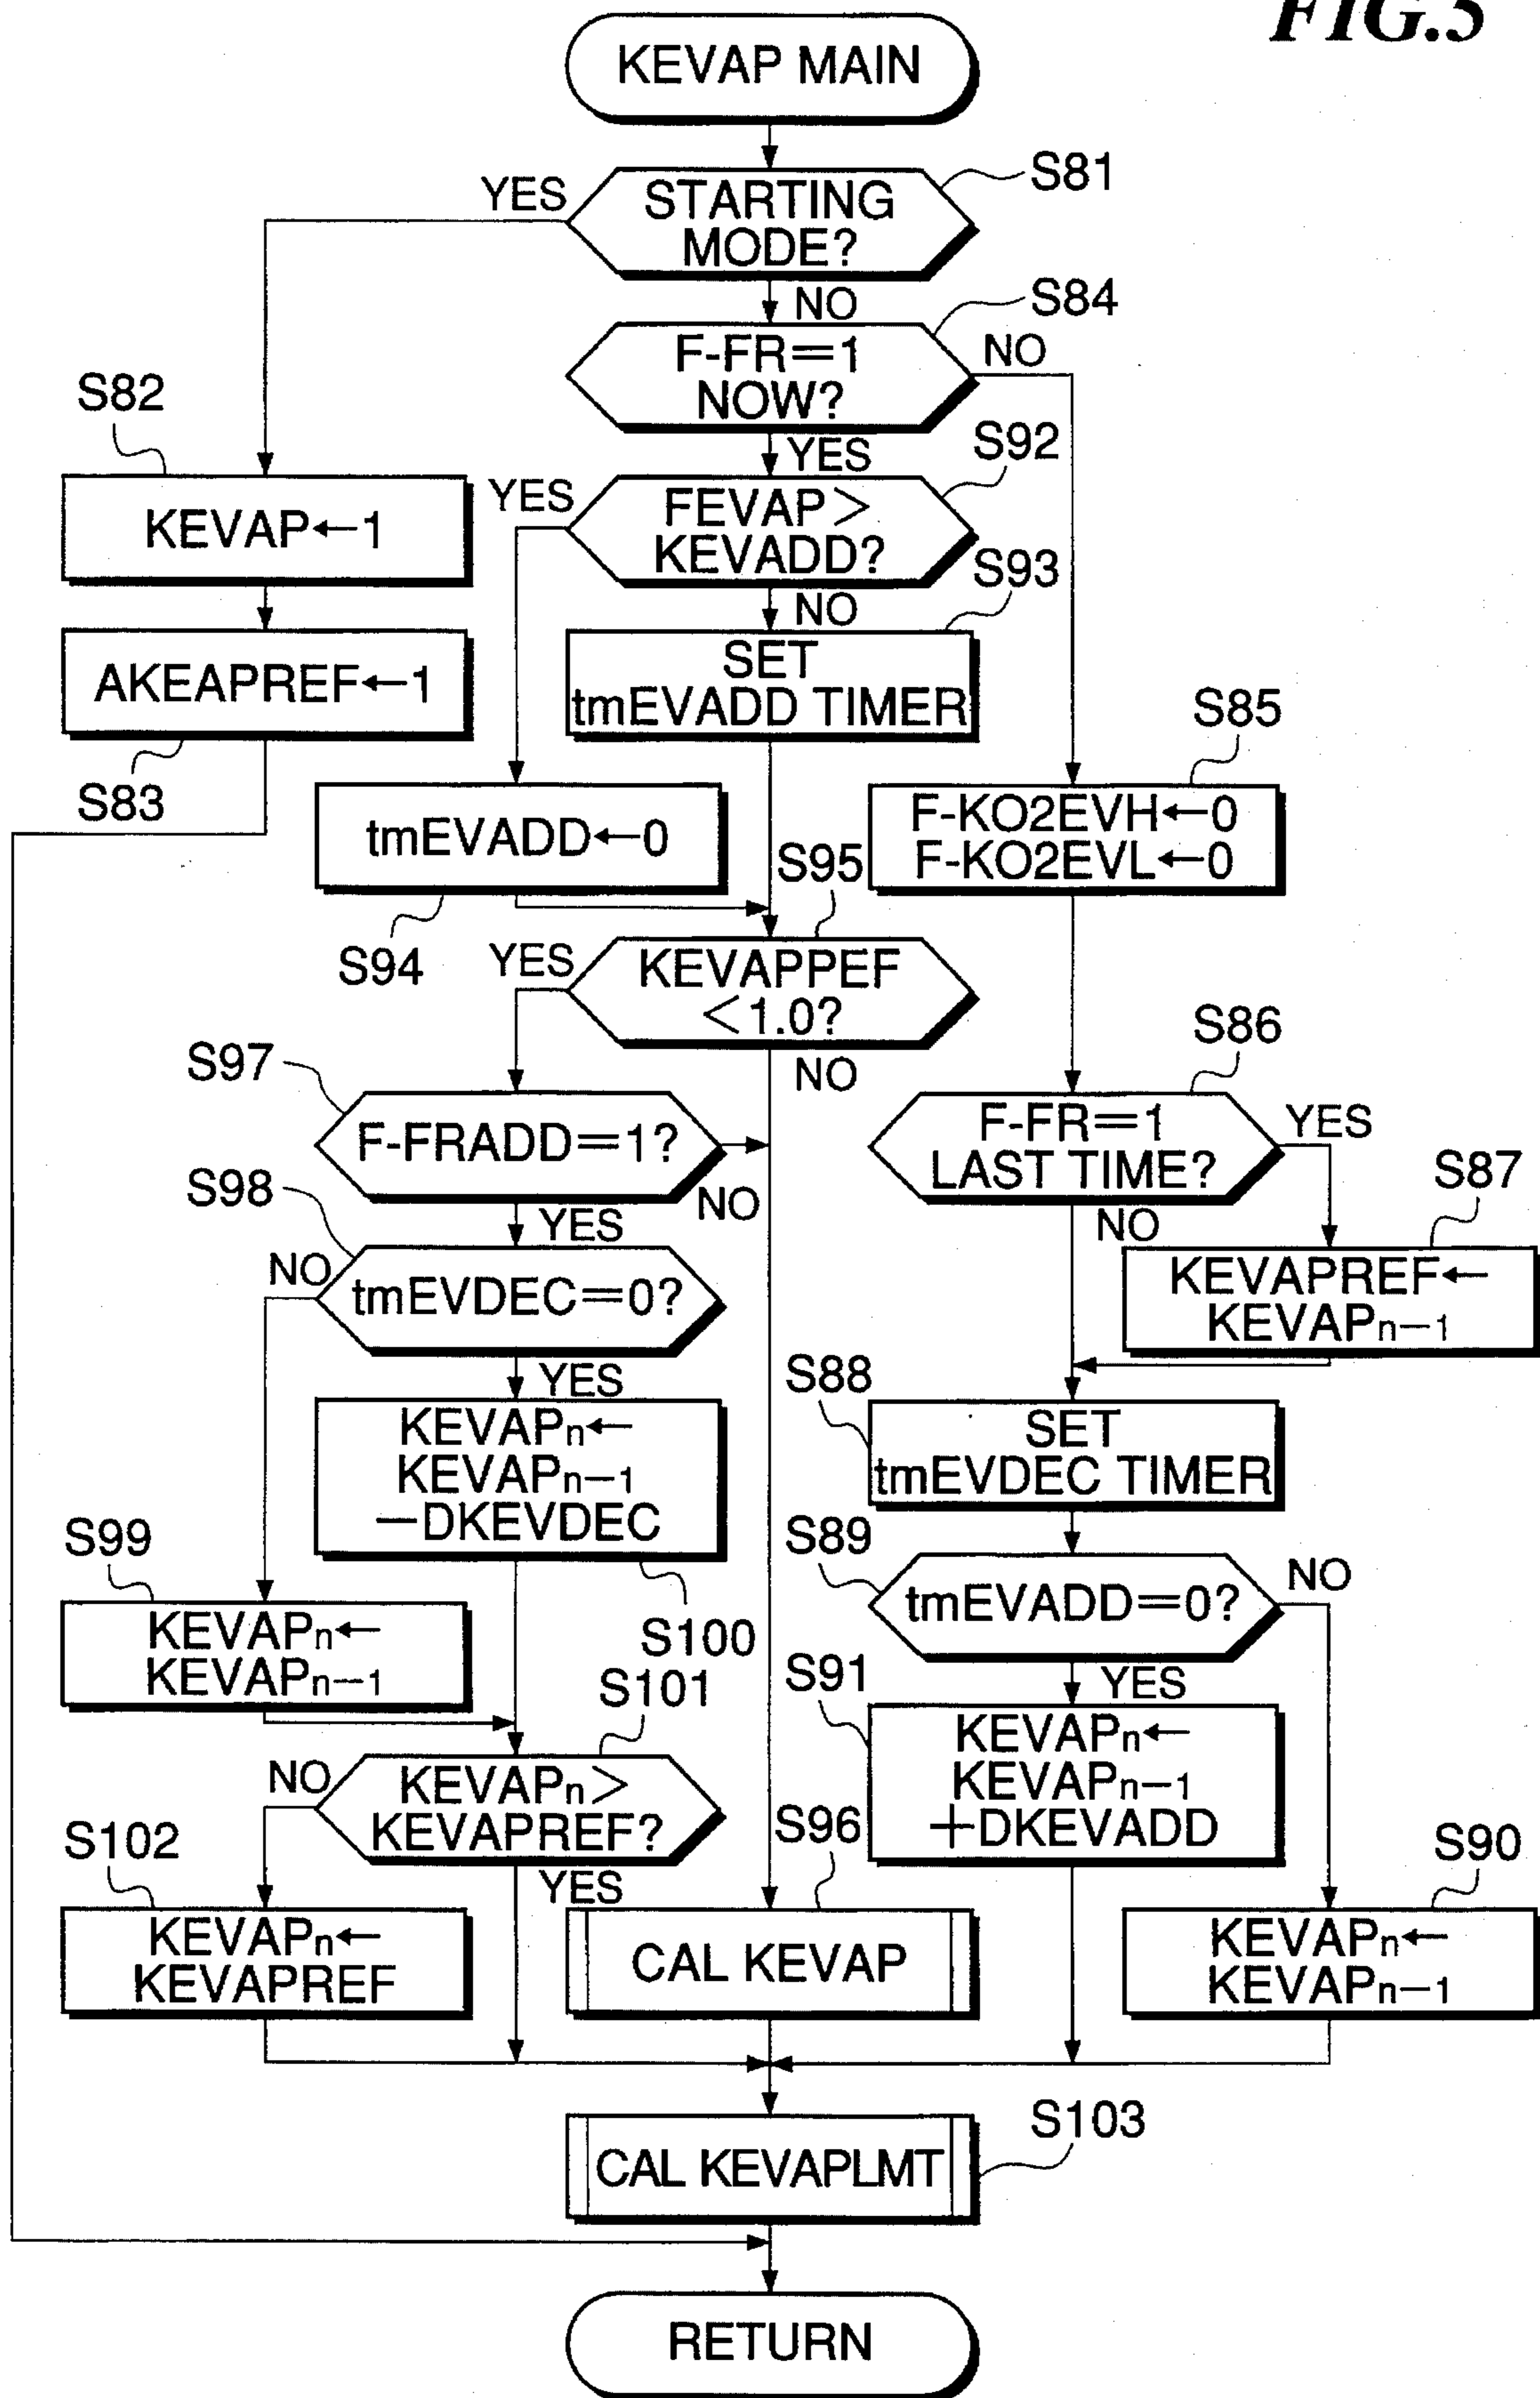 FIG.5
KEVAP MAIN
S81
YES
STARTING
MODE?
NO
S84
F-FR=1
NOW?
NO
S82
YES
S92
KEVAP←1
YES
FEVAP>
KEVADD?
S93
NO
AKEAPREF←1
SET
tmEVADD TIMER
S83
S85
tmEVADD←0
F-KO2EVH←0
F-KO2EVL←0
S95
S94
YES
KEVAPPEF
<1.0?
NO
S86
S97
F-FRADD=1?
NO
YES
F-FR=1
LAST TIME?
YES
NO
S87
S98
NO
tmEVDEC=0?
YES
KEVAPREF←
KEVAPn−1
S88
KEVAPn←
KEVAPn−1
−DKEVDEC
SET
tmEVDEC TIMER
S99
S100
S89
tmEVADD=0?
NO
YES
KEVAPn←
KEVAPn−1
S101
S91
KEVAPn←
KEVAPn−1
+DKEVADD
NO
KEVAPn>
KEVAPREF?
YES
S96
S90
S102
KEVAPn←
KEVAPREF
CAL KEVAP
KEVAPn←
KEVAPn−1
S103
CAL KEVAPLMT
RETURN